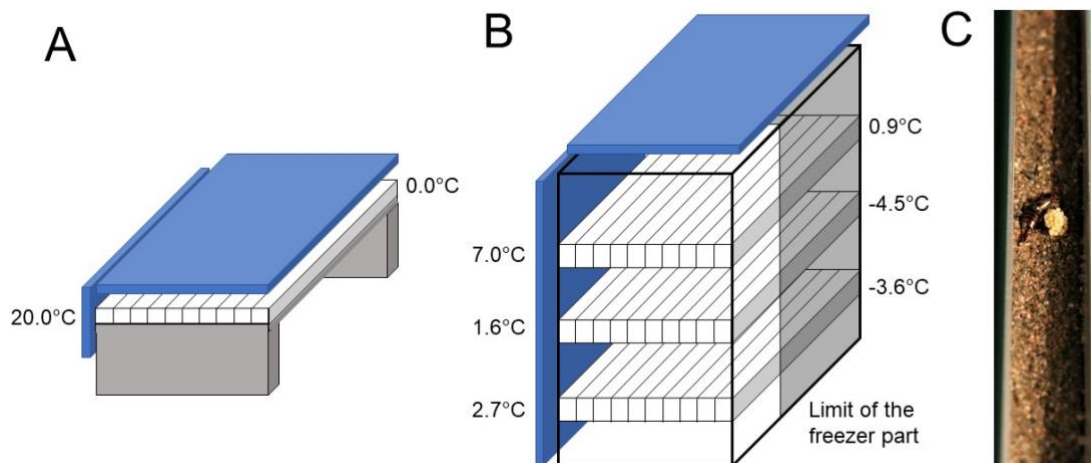 A
B
C
0.0°C
20.0°C
0.9°C
-4.5°C
-3.6°C
7.0°C
1.6°C
2.7°C
Limit of the
freezer part